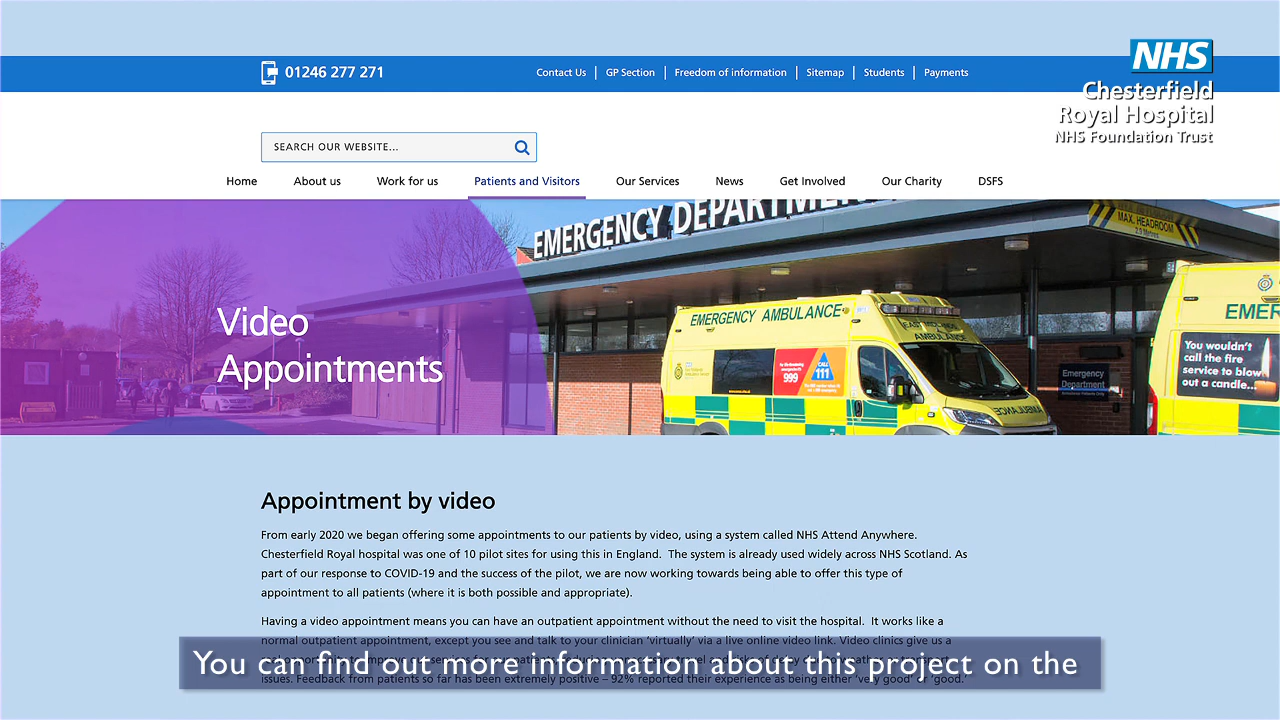 NHS
01246 277 271
Contact Us
GP Section
Freedom of information
Sitemap
Students
Payments
Chesterfield
Royal Hospital
NHS Foundation Trust
SEARCH OUR WEBSITE...
Home
About us
Work for us
Patients and Visitors
Our Services
News
Get Involved
Our Charity
DSFS
EMERGENCY DEPARTMEN
MAX. HEADROOM
EMERGENCY AMBULANCE
EAST MIDLANDS
AMBULANCE
999
CALL
111
Emergency
Department
AMBULANCE
EMER
You wouldn't
call the fire
service to blow
out a candle...
Video
Appointments
Appointment by video
From early 2020 we began offering some appointments to our patients by video, using a system called NHS Attend Anywhere.
Chesterfield Royal hospital was one of 10 pilot sites for using this in England. The system is already used widely across NHS Scotland. As
part of our response to COVID-19 and the success of the pilot, we are now working towards being able to offer this type of
appointment to all patients (where it is both possible and appropriate).
Having a video appointment means you can have an outpatient appointment without the need to visit the hospital. It works like a
normal outpatient appointment, except you see and talk to your clinician 'virtually' via a live online video link. Video clinics give us a
issues. Feedback from patients so far has been extremely positive – 92% reported their experience as being either 'very good' or 'good.'
You can find out more information about this project on the